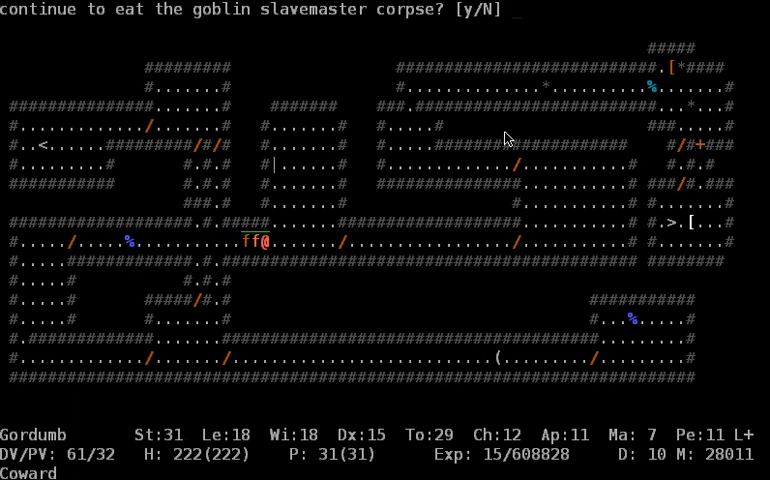 continue to eat the goblin slavemaster corpse? [y/N] _
Gordumb St:31 Le:18 Wi:18 Dx:15 To:29 Ch:12 Ap:11 Ma: 7 Pe:11 L+
DV/PV: 61/32 H: 222(222) P: 31(31) Exp: 15/608828 D: 10 M: 28011
Coward